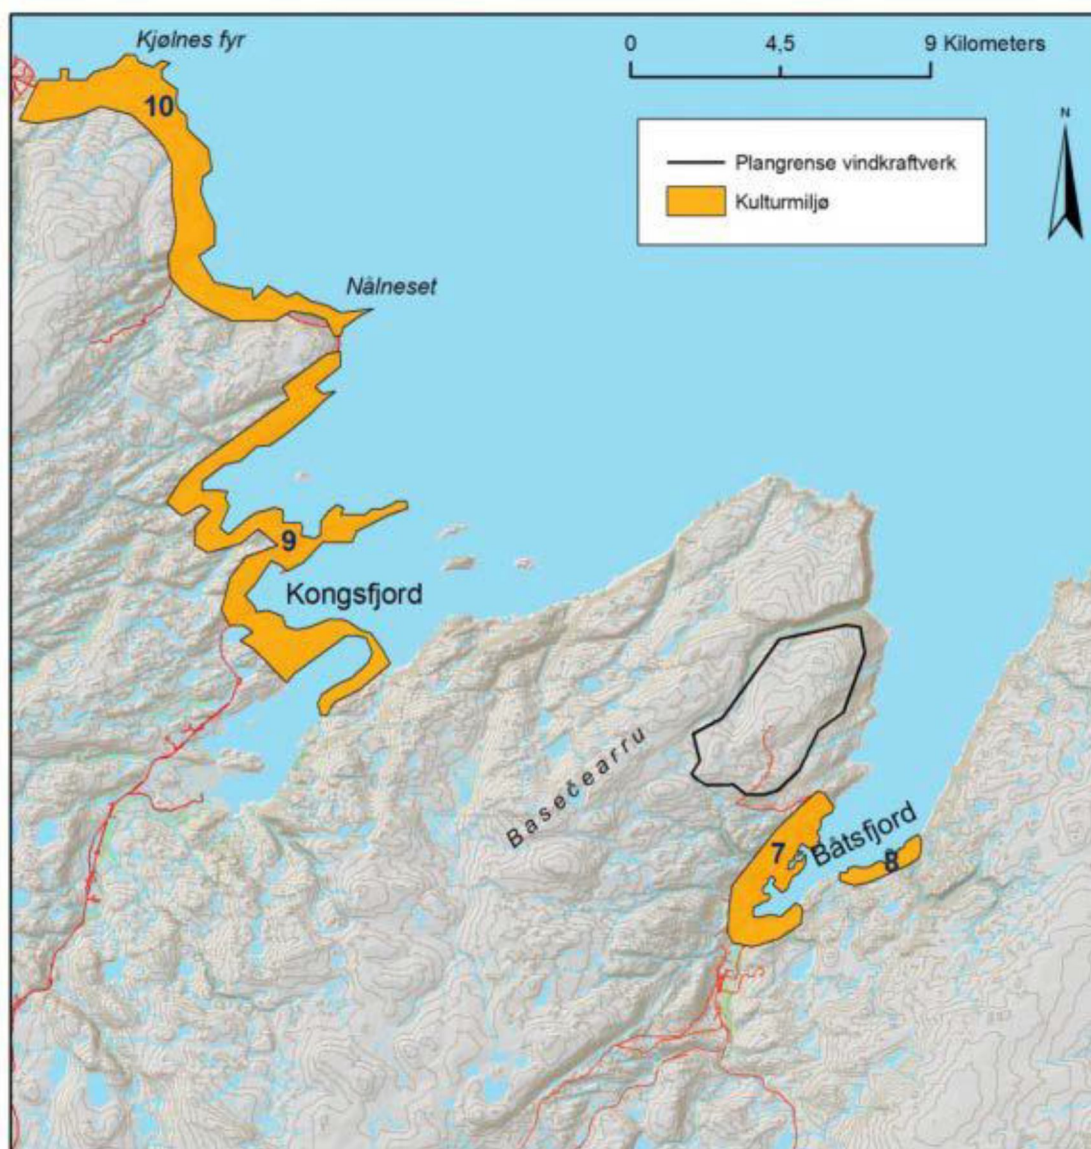 Kjølnes fyr
0 4,5 9 Kilometers
10
N
Plangrense vindkraftverk
Kulturmiljø
Nålneset
9
Kongsfjord
Basečearru
7
Båtsfjord
8